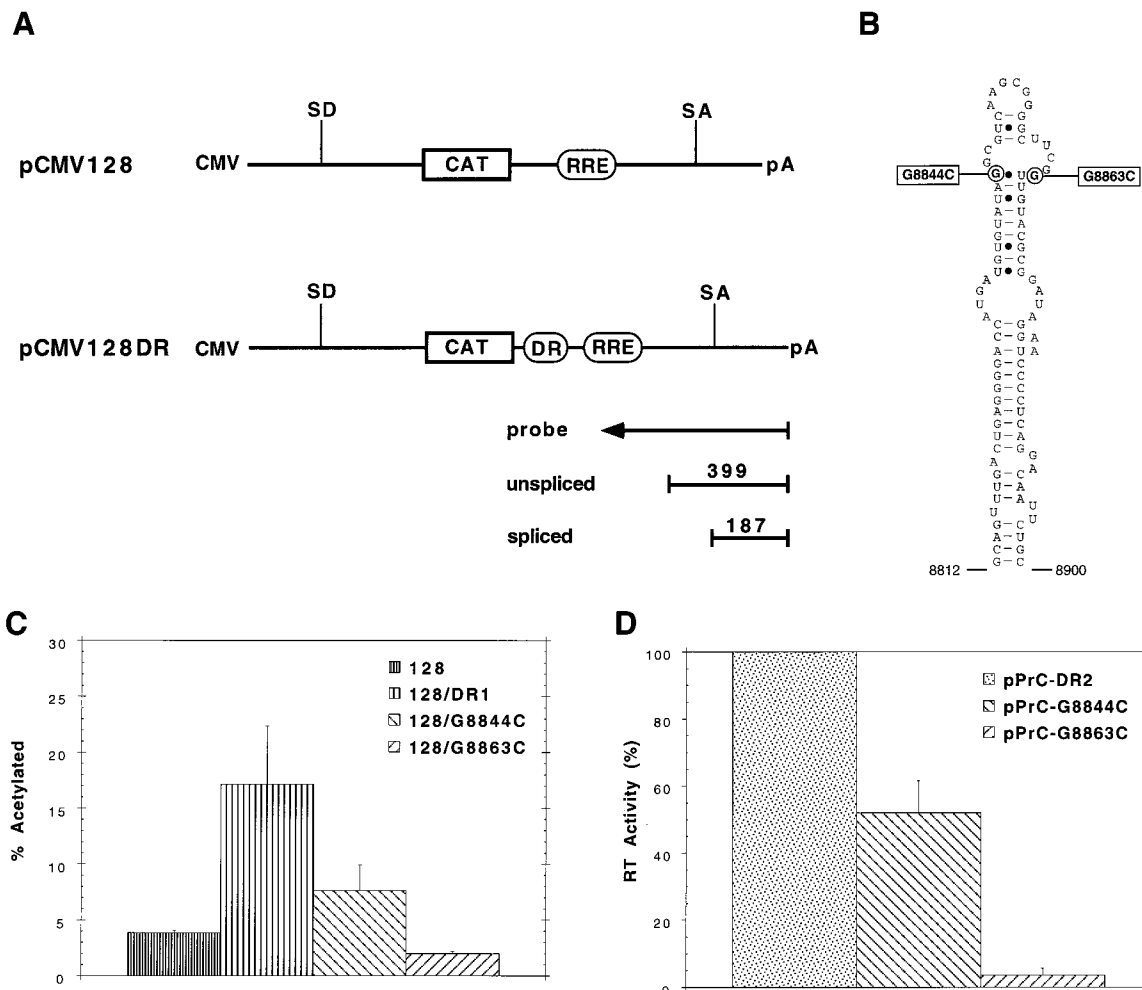 A
pCMV128
CMV
SD
CAT
RRE
SA
pA
pCMV128DR
CMV
SD
CAT
DR
RRE
SA
pA
probe
unspliced
399
spliced
187
B
GCAGUUUGACUGAGGGGACCAUGAUGUGUAUAGGCGUCAAGCGGGGCUUCGGUUGUACGCGGAUAAAGGUCCCCUCAGGACAAUUCUGC
G8844C
G8863C
8812
8900
C
% Acetylated
30
25
20
15
10
5
0
128
128/DR1
128/G8844C
128/G8863C
D
RT Activity (%)
100
80
60
40
20
0
pPrC-DR2
pPrC-G8844C
pPrC-G8863C